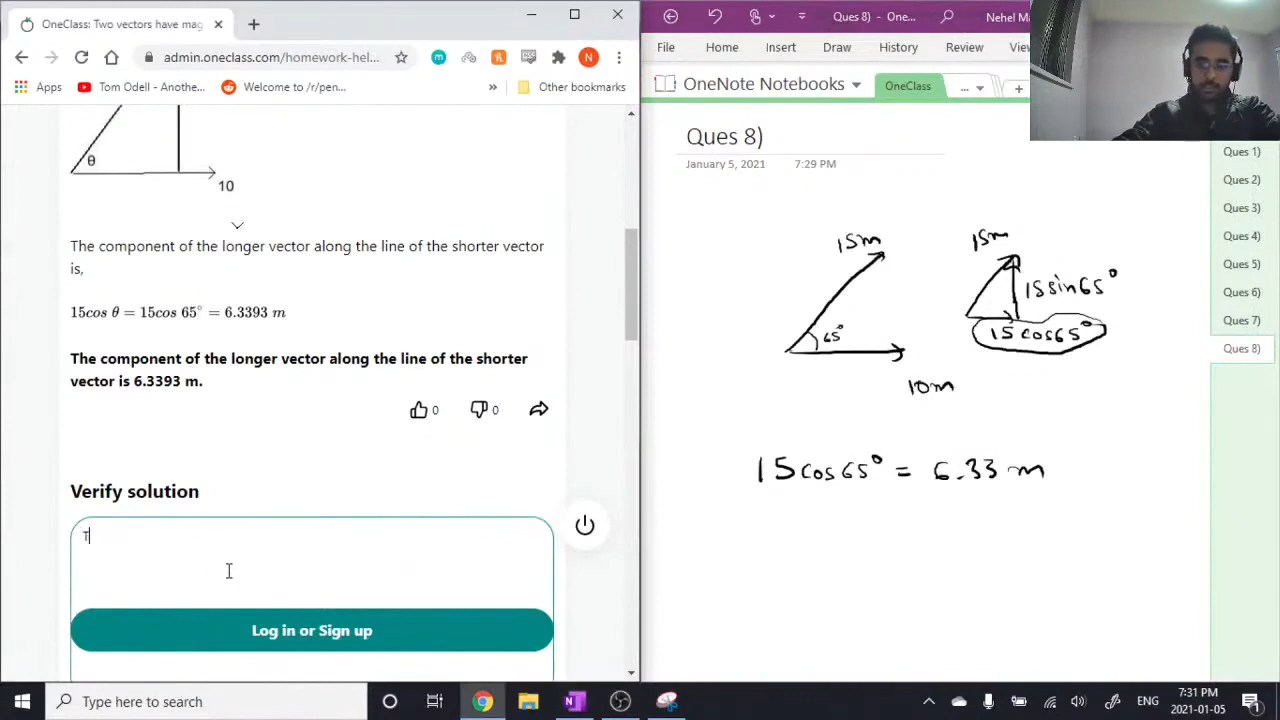 OneClass: Two vectors have mag
admin.oneclass.com/homework-hel...
Apps
Tom Odell - Anothe...
Welcome to /r/pen...
»
Other bookmarks
N
θ
10
The component of the longer vector along the line of the shorter vector
is,
15cos θ = 15cos 65° = 6.3393 m
The component of the longer vector along the line of the shorter
vector is 6.3393 m.
0
0
Verify solution
T
Log in or Sign up
Ques 8) - One...
Nehel Ma
File
Home
Insert
Draw
History
Review
Vie
OneNote Notebooks
OneClass
...
Ques 8)
January 5, 2021
7:29 PM
15m
65°
10m
15m
15sin65°
15cos65°
15cos65° = 6.33 m
Ques 1)
Ques 2)
Ques 3)
Ques 4)
Ques 5)
Ques 6)
Ques 7)
Ques 8)
Type here to search
ENG
7:31 PM
2021-01-05
1